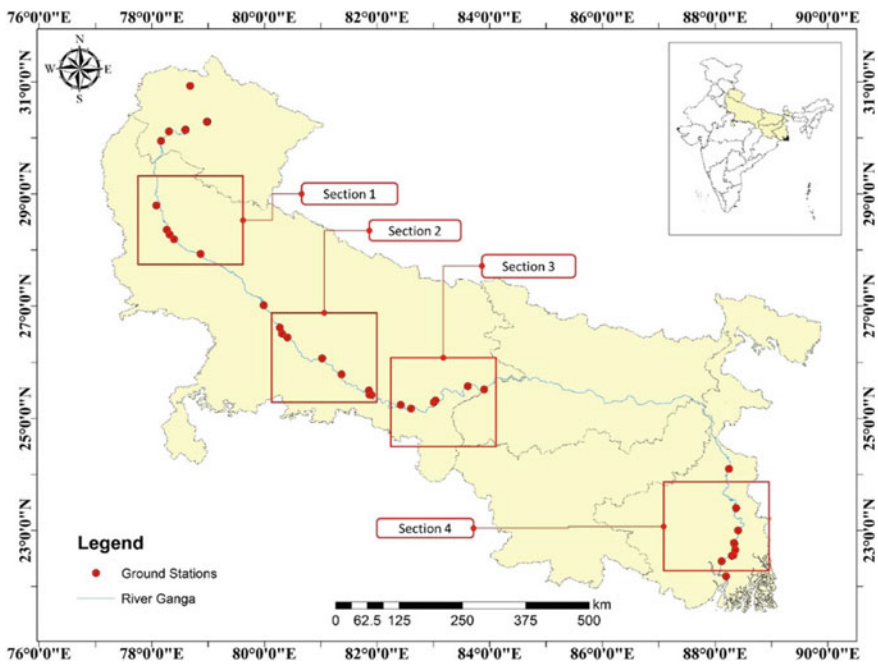 76°0'0"E 78°0'0"E 80°0'0"E 82°0'0"E 84°0'0"E 86°0'0"E 88°0'0"E 90°0'0"E
N
W E
S
31°0'0"N
29°0'0"N
27°0'0"N
25°0'0"N
23°0'0"N
31°0'0"N
29°0'0"N
27°0'0"N
25°0'0"N
23°0'0"N
Section 1
Section 2
Section 3
Section 4
Legend
Ground Stations
River Ganga
km
0 62.5 125 250 375 500
76°0'0"E 78°0'0"E 80°0'0"E 82°0'0"E 84°0'0"E 86°0'0"E 88°0'0"E 90°0'0"E